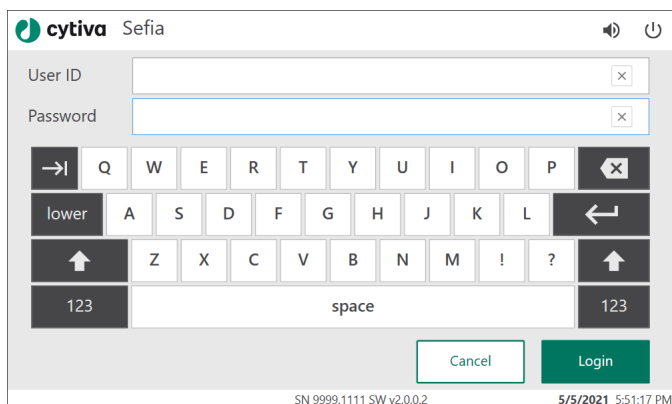 cytiva Sefia
User ID
Password
Q W E R T Y U I O P
lower A S D F G H J K L
Z X C V B N M ! ?
123 space 123
Cancel Login
SN 9999.1111 SW v2.0.0.2 5/5/2021 5:51:17 PM